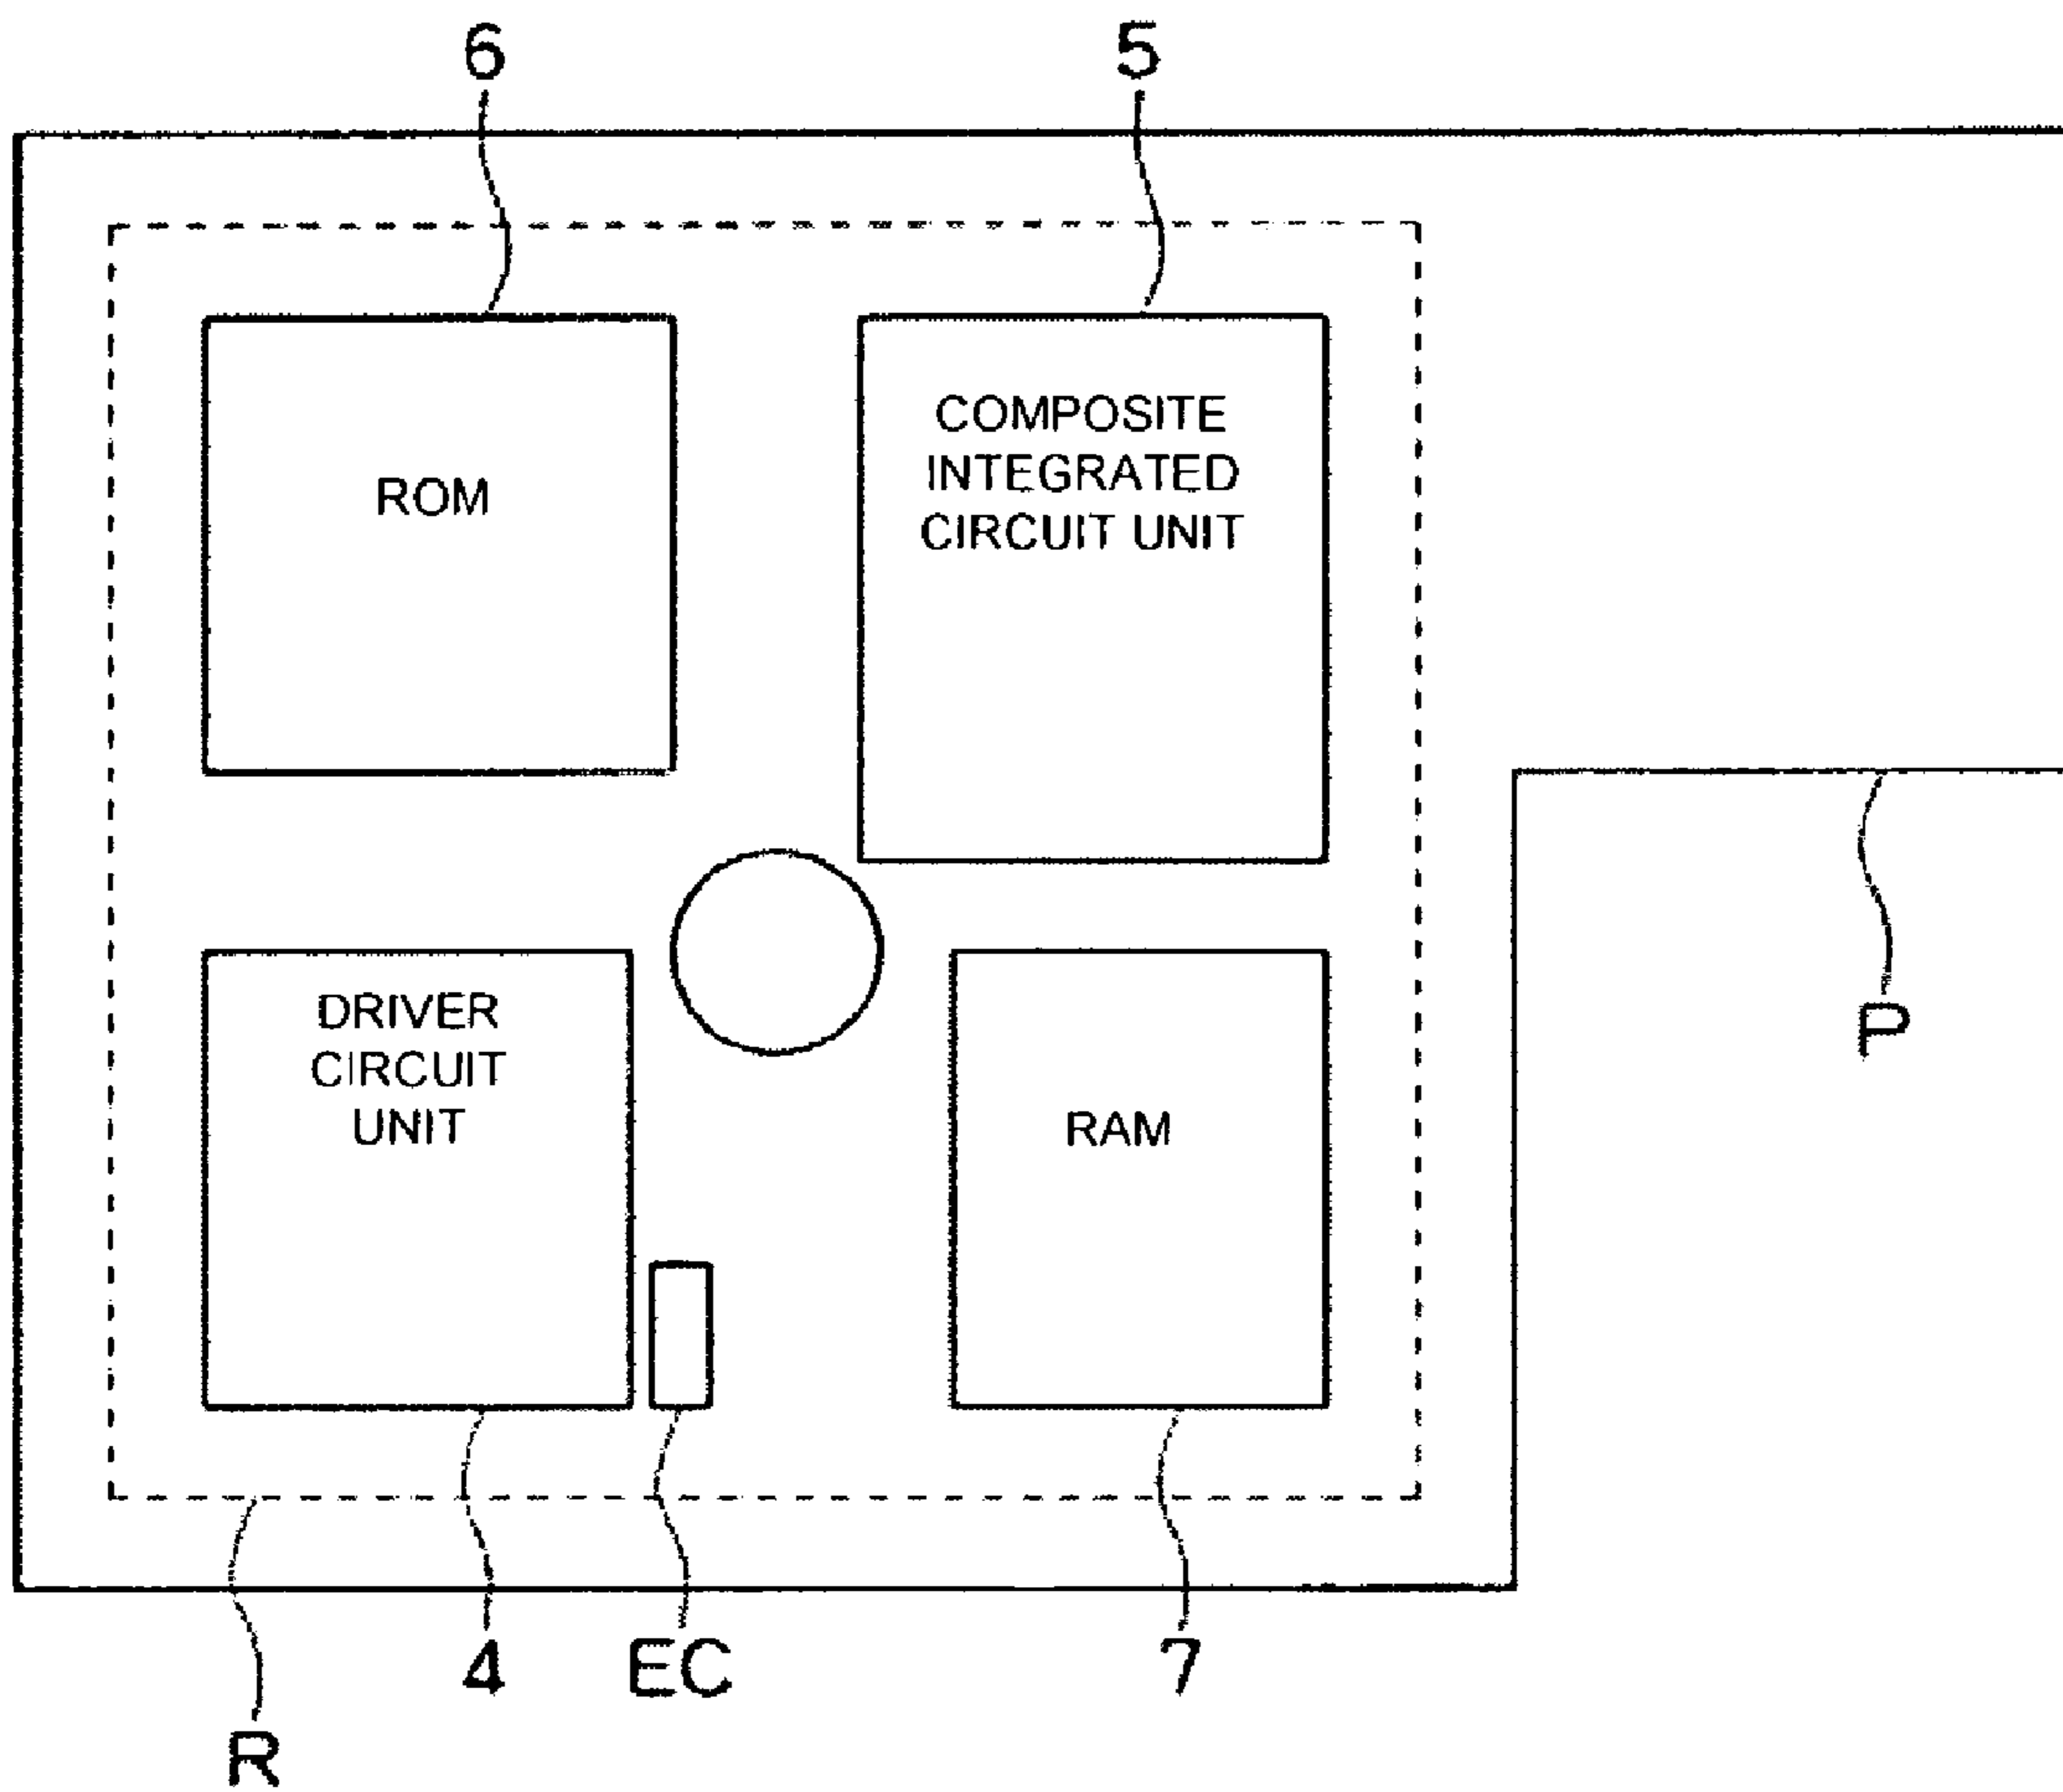 6
5
ROM
COMPOSITE
INTEGRATED
CIRCUIT UNIT
DRIVER
CIRCUIT
UNIT
RAM
P
4
EC
7
R